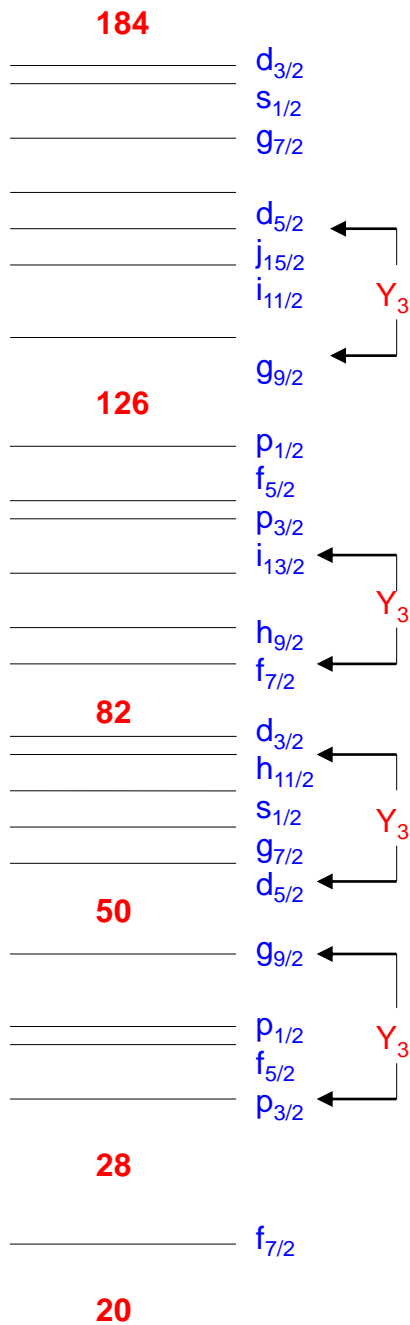 184
d3/2
s1/2
g7/2
d5/2
j15/2
i11/2
Y3
g9/2
126
p1/2
f5/2
p3/2
i13/2
Y3
h9/2
f7/2
82
d3/2
h11/2
s1/2
Y3
g7/2
d5/2
50
g9/2
p1/2
Y3
f5/2
p3/2
28
f7/2
20